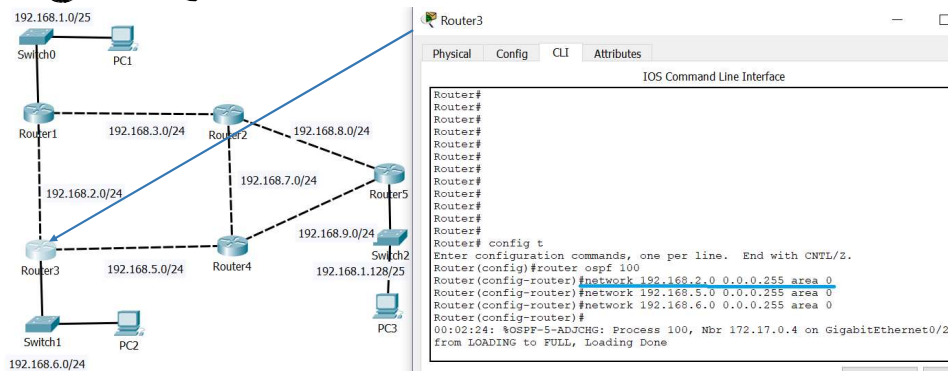 192.168.1.0/25
Switch0
PC1
Router1
192.168.3.0/24
Router2
192.168.8.0/24
192.168.7.0/24
192.168.2.0/24
Router5
192.168.9.0/24
Switch2
Router3
192.168.5.0/24
Router4
192.168.1.128/25
Switch1
PC2
PC3
192.168.6.0/24
Router3
Physical Config CLI Attributes
IOS Command Line Interface
Router#
Router#
Router#
Router#
Router#
Router#
Router#
Router#
Router#
Router#
Router#
Router#
Router# config t
Enter configuration commands, one per line. End with CNTL/Z.
Router(config)#router ospf 100
Router(config-router)#network 192.168.2.0 0.0.0.255 area 0
Router(config-router)#network 192.168.5.0 0.0.0.255 area 0
Router(config-router)#network 192.168.6.0 0.0.0.255 area 0
Router(config-router)#
00:02:24: %OSPF-5-ADJCHG: Process 100, Nbr 172.17.0.4 on GigabitEthernet0/2
from LOADING to FULL, Loading Done